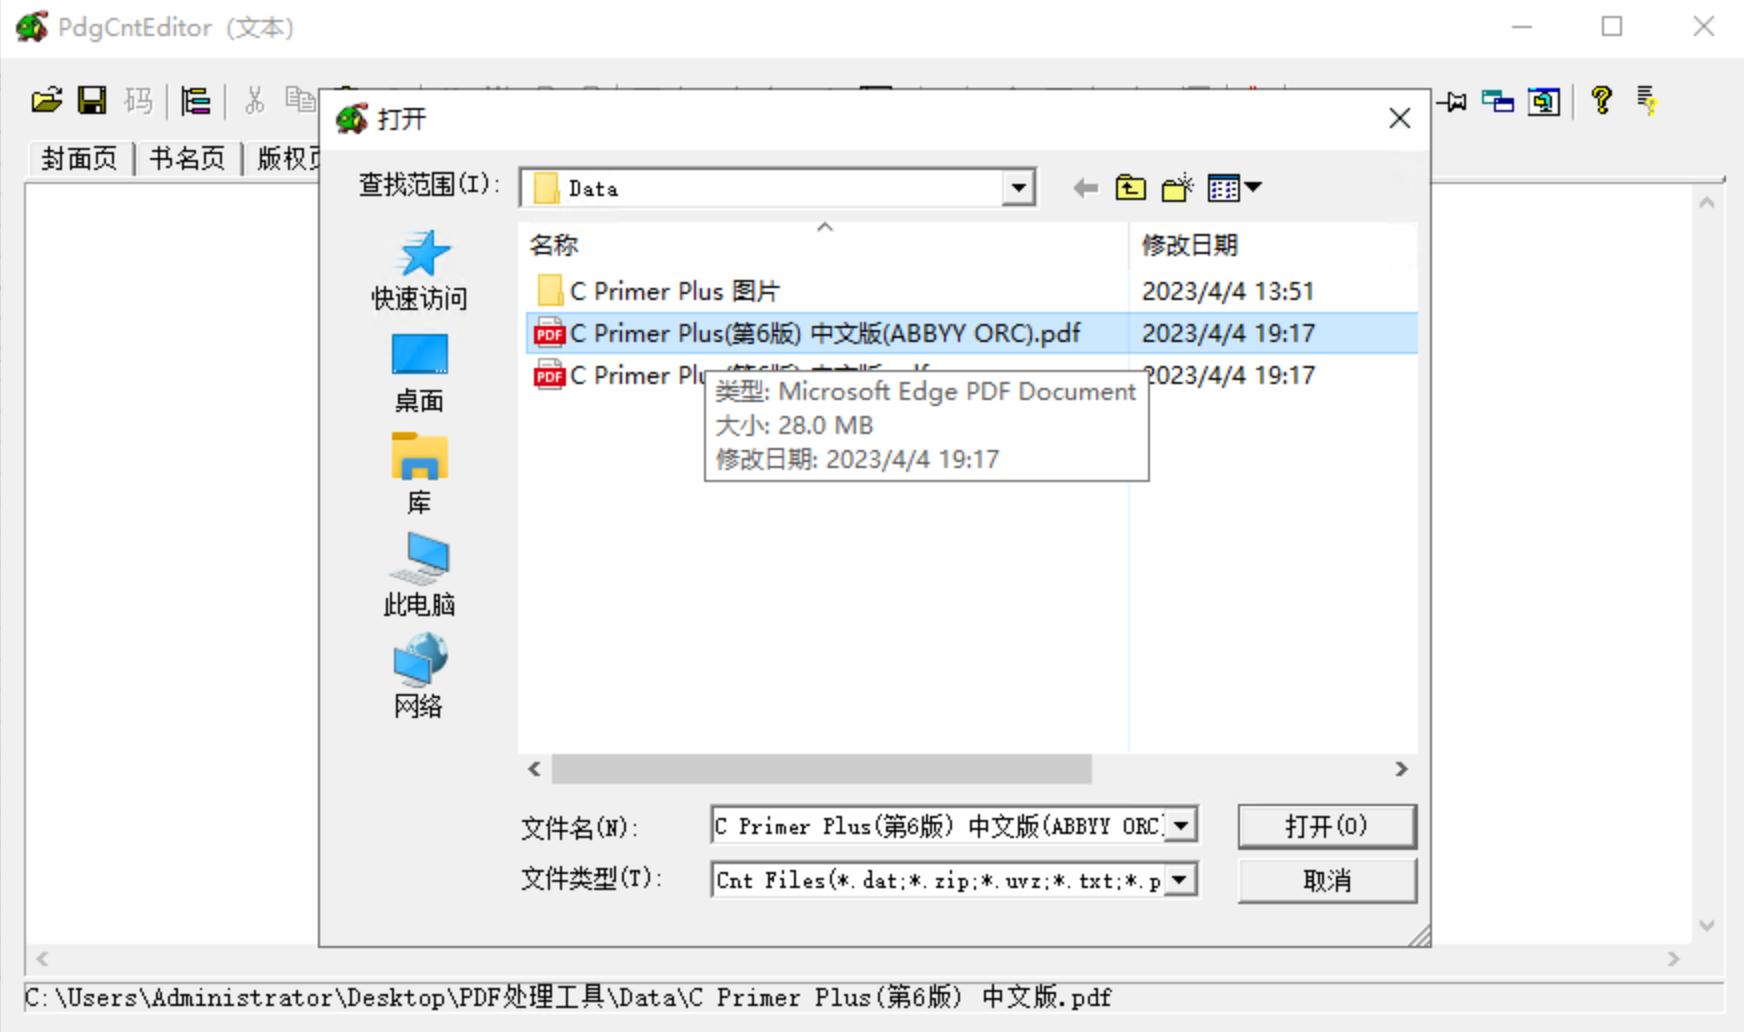 PdgCntEditor (文本)
码
封面页 书名页 版权页
打开
查找范围(I): Data
名称 修改日期
C Primer Plus 图片 2023/4/4 13:51
C Primer Plus(第6版) 中文版(ABBYY ORC).pdf 2023/4/4 19:17
C Primer Plu 2023/4/4 19:17
类型: Microsoft Edge PDF Document
大小: 28.0 MB
修改日期: 2023/4/4 19:17
快速访问
桌面
库
此电脑
网络
文件名(N): C Primer Plus(第6版) 中文版(ABBYY ORC) 打开(O)
文件类型(T): Cnt Files(*.dat;*.zip;*.uvz;*.txt;*.p 取消
C:\Users\Administrator\Desktop\PDF处理工具\Data\C Primer Plus(第6版) 中文版.pdf